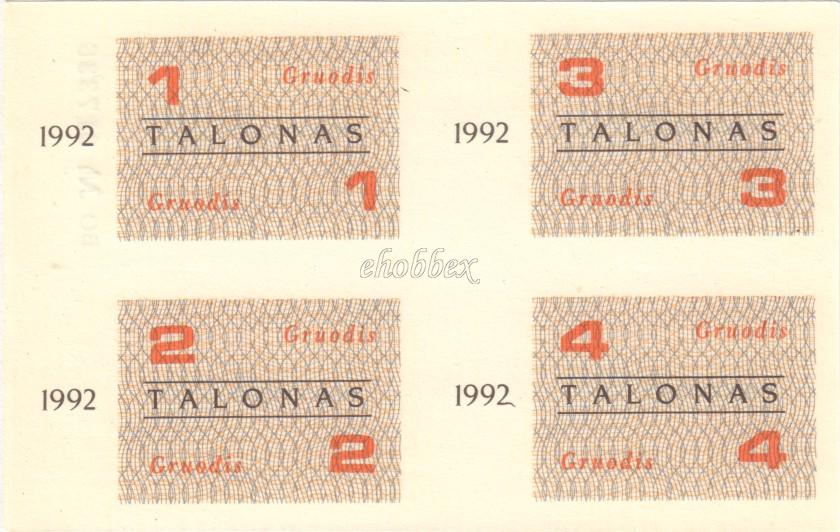 1 Gruodis
1992 TALONAS
Gruodis 1
3 Gruodis
1992 TALONAS
Gruodis 3
ehobbex
2 Gruodis
1992 TALONAS
Gruodis 2
4 Gruodis
1992 TALONAS
Gruodis 4